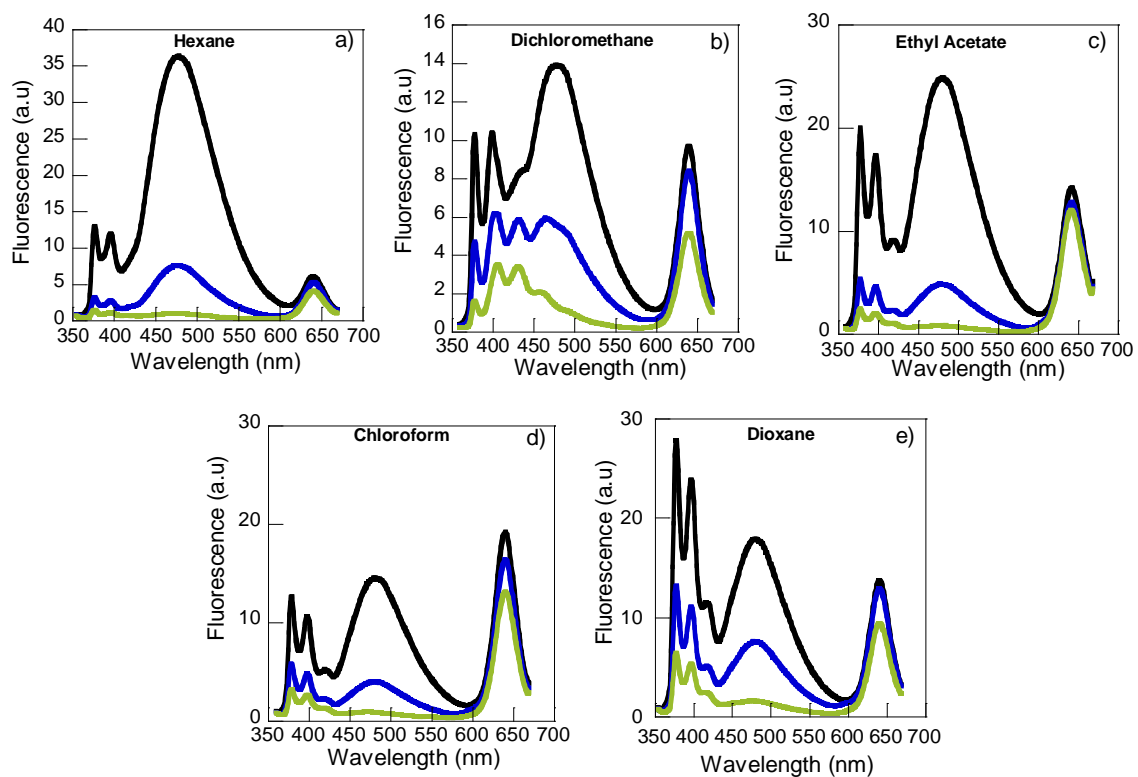 Hexane
a)
Fluorescence (a.u)
40
35
30
25
20
15
10
5
0
350 400 450 500 550 600 650 700
Wavelength (nm)
Dichloromethane
b)
Fluorescence (a.u)
16
14
12
10
8
6
4
2
0
350 400 450 500 550 600 650 700
Wavelength (nm)
Ethyl Acetate
c)
Fluorescence (a.u)
30
20
10
0
350 400 450 500 550 600 650 700
Wavelength (nm)
Chloroform
d)
Fluorescence (a.u)
30
20
10
0
350 400 450 500 550 600 650 700
Wavelength (nm)
Dioxane
e)
Fluorescence (a.u)
30
20
10
0
350 400 450 500 550 600 650 700
Wavelength (nm)